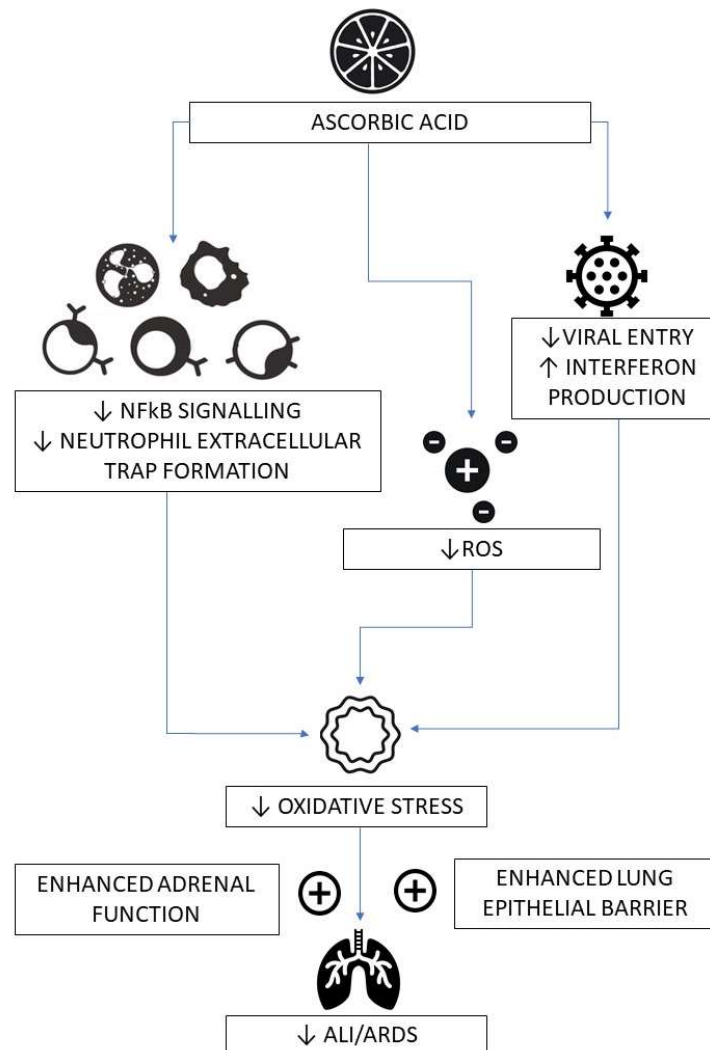 ASCORBIC ACID
↓ NFkB SIGNALLING
↓ NEUTROPHIL EXTRACELLULAR
TRAP FORMATION
↓VIRAL ENTRY
↑ INTERFERON
PRODUCTION
↓ROS
↓ OXIDATIVE STRESS
ENHANCED ADRENAL
FUNCTION
ENHANCED LUNG
EPITHELIAL BARRIER
↓ ALI/ARDS